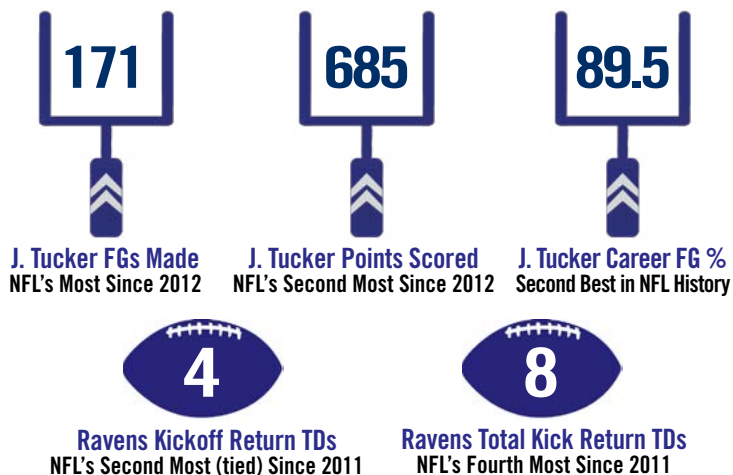 171
685
89.5
J. Tucker FGs Made
NFL's Most Since 2012
J. Tucker Points Scored
NFL's Second Most Since 2012
J. Tucker Career FG %
Second Best in NFL History
4
8
Ravens Kickoff Return TDs
NFL's Second Most (tied) Since 2011
Ravens Total Kick Return TDs
NFL's Fourth Most Since 2011